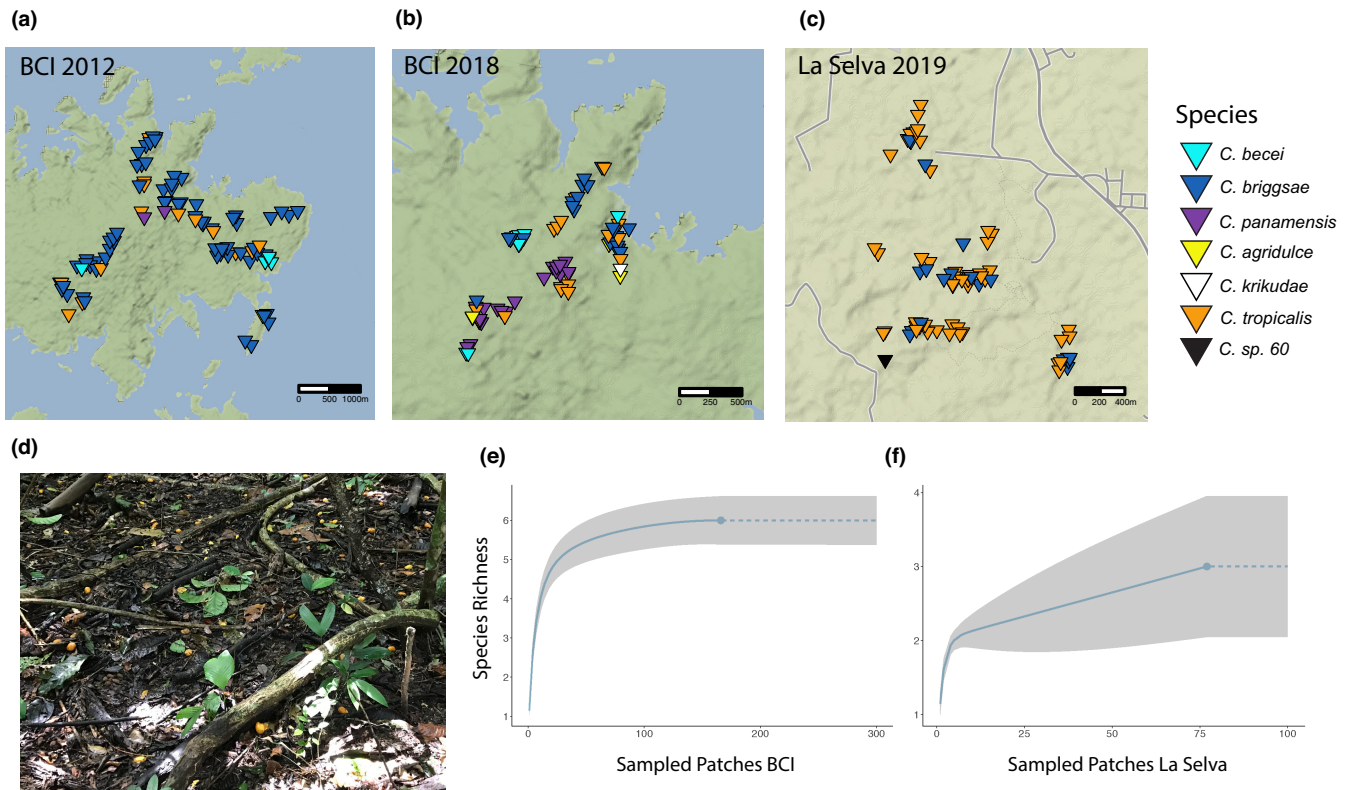 (a)
(b)
(c)
BCI 2012
BCI 2018
La Selva 2019
Species
C. becei
C. briggsae
C. panamensis
C. agridulce
C. krikudae
C. tropicalis
C. sp. 60
0 500 1000m
0 250 500m
0 200 400m
(d)
(e)
(f)
Species Richness
6
5
4
3
2
1
0 100 200 300
Sampled Patches BCI
4
3
2
1
0 25 50 75 100
Sampled Patches La Selva